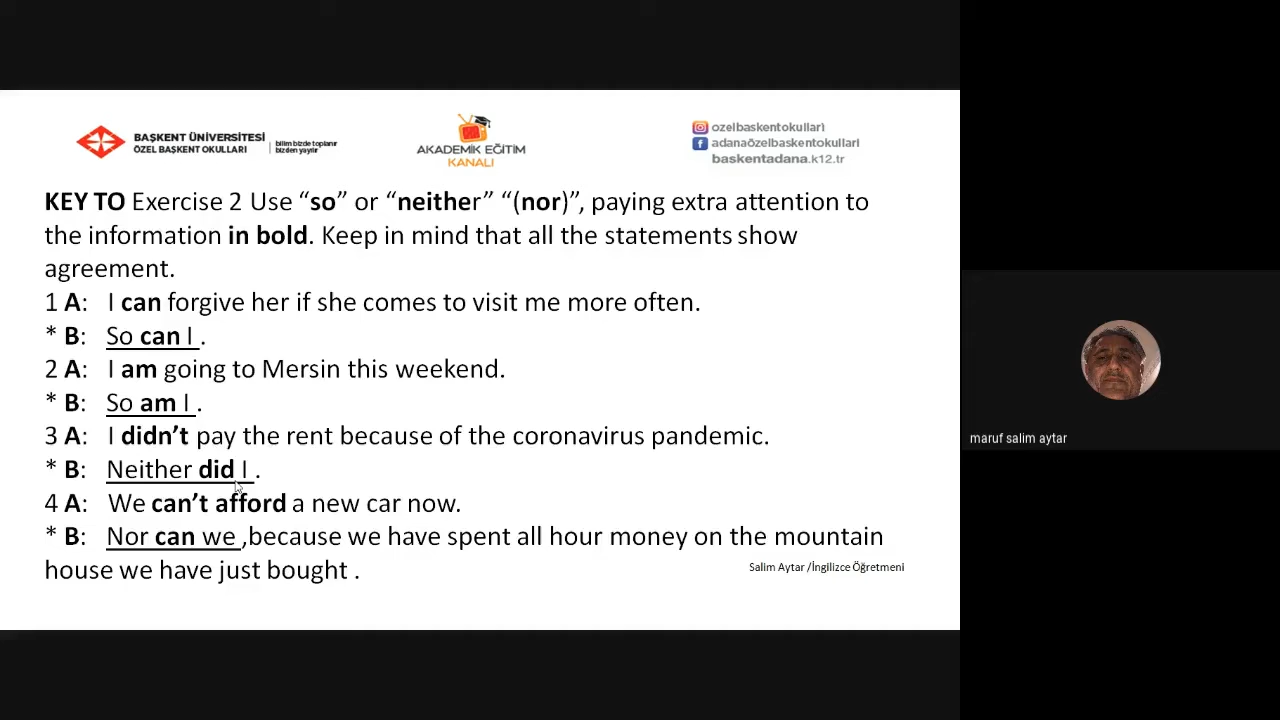 BAŞKENT ÜNİVERSİTESİ
ÖZEL BAŞKENT OKULLARI
bilim bizde toplanır
bizden yayılır
AKADEMİK EĞİTİM
KANALI
ozelbaskentokullari
adanaözelbaskentokullari
baskentadana.k12.tr
KEY TO Exercise 2 Use “so” or “neither” “(nor)”, paying extra attention to
the information in bold. Keep in mind that all the statements show
agreement.
1 A: I can forgive her if she comes to visit me more often.
* B: So can I .
2 A: I am going to Mersin this weekend.
* B: So am I .
3 A: I didn’t pay the rent because of the coronavirus pandemic.
* B: Neither did I .
4 A: We can’t afford a new car now.
* B: Nor can we ,because we have spent all hour money on the mountain
house we have just bought .
Salim Aytar /İngilizce Öğretmeni
maruf salim aytar